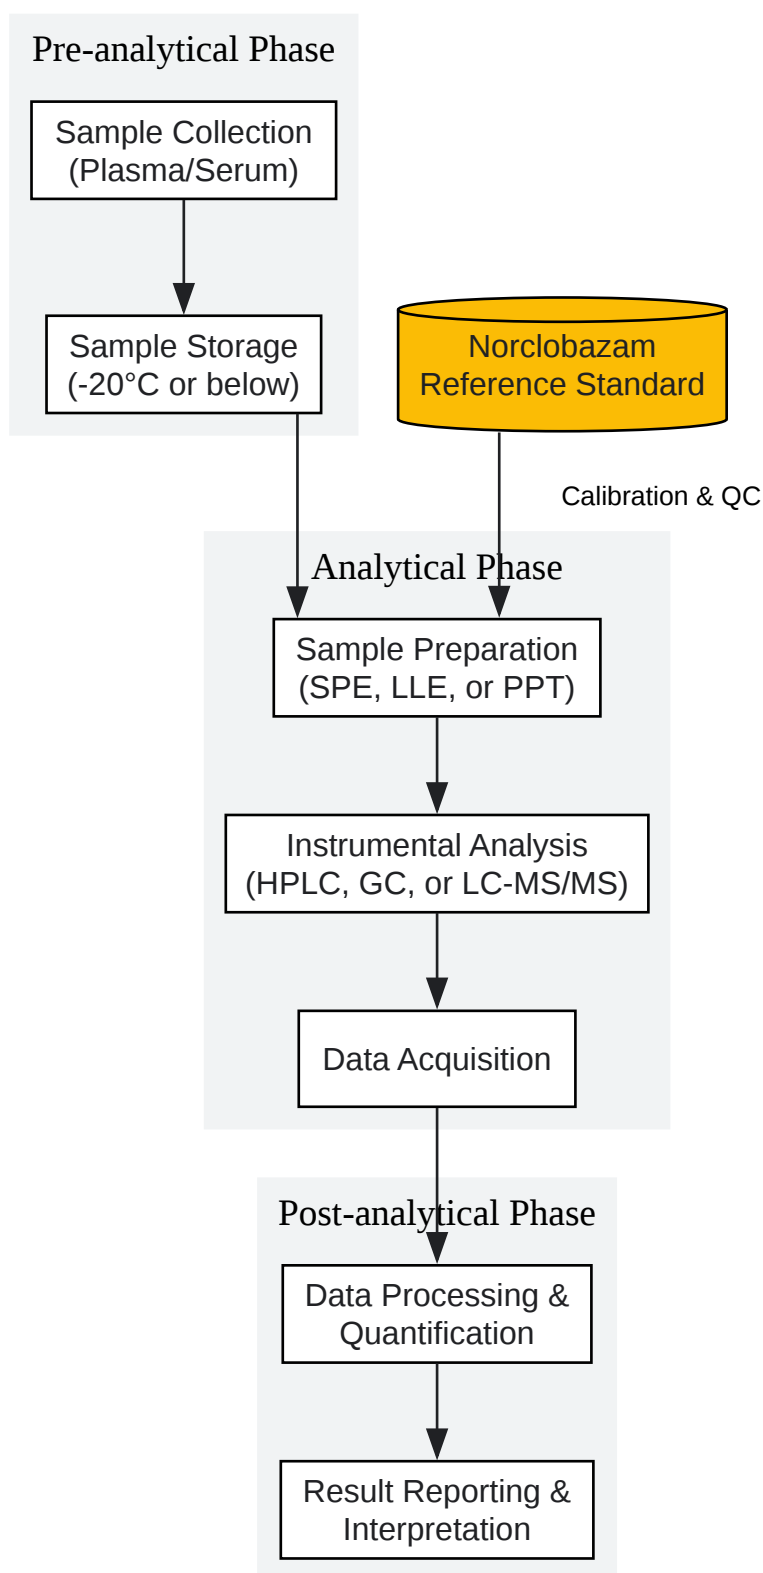 Pre-analytical Phase
Sample Collection
(Plasma/Serum)
Sample Storage
(-20°C or below)
Norclobazam
Reference Standard
Calibration & QC
Analytical Phase
Sample Preparation
(SPE, LLE, or PPT)
Instrumental Analysis
(HPLC, GC, or LC-MS/MS)
Data Acquisition
Post-analytical Phase
Data Processing &
Quantification
Result Reporting &
Interpretation